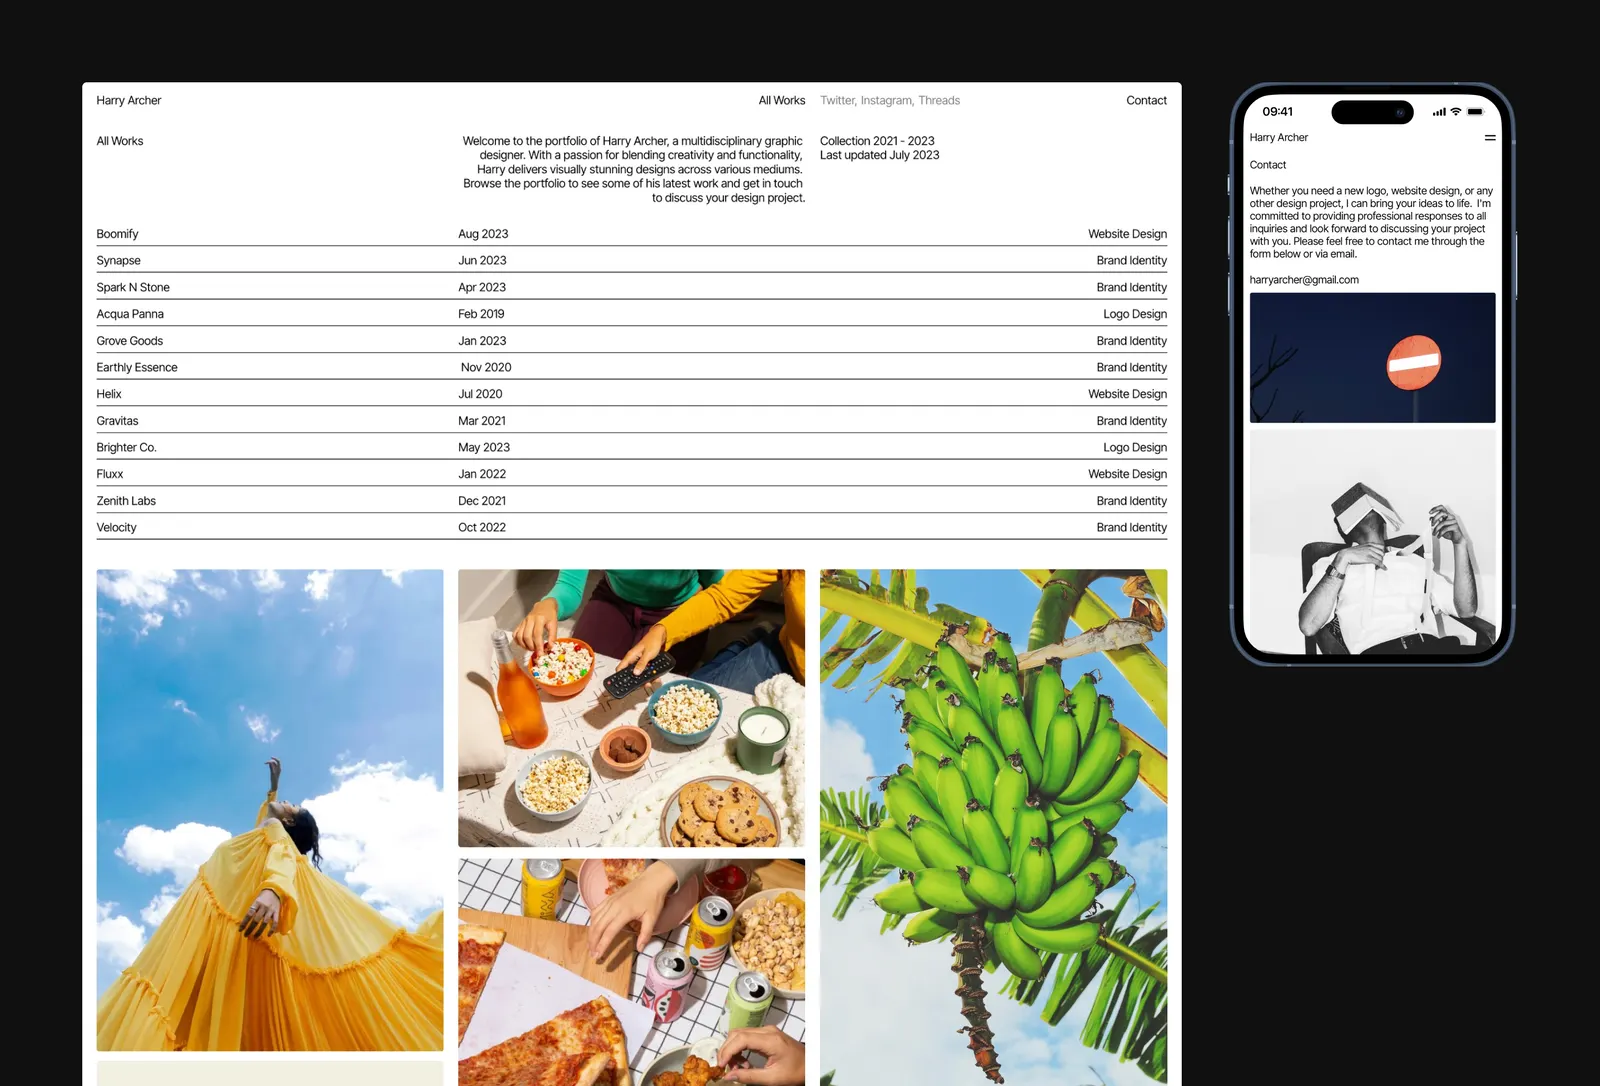 Harry Archer
All Works
Twitter, Instagram, Threads
Contact
All Works
Welcome to the portfolio of Harry Archer, a multidisciplinary graphic
designer. With a passion for blending creativity and functionality,
Harry delivers visually stunning designs across various mediums.
Browse the portfolio to see some of his latest work and get in touch
to discuss your design project.
Collection 2021 - 2023
Last updated July 2023
Boomify Aug 2023 Website Design
Synapse Jun 2023 Brand Identity
Spark N Stone Apr 2023 Brand Identity
Acqua Panna Feb 2019 Logo Design
Grove Goods Jan 2023 Brand Identity
Earthly Essence Nov 2020 Brand Identity
Helix Jul 2020 Website Design
Gravitas Mar 2021 Brand Identity
Brighter Co. May 2023 Logo Design
Fluxx Jan 2022 Website Design
Zenith Labs Dec 2021 Brand Identity
Velocity Oct 2022 Brand Identity
09:41
Harry Archer
Contact
Whether you need a new logo, website design, or any
other design project, I can bring your ideas to life. I'm
committed to providing professional responses to all
inquiries and look forward to discussing your project
with you. Please feel free to contact me through the
form below or via email.
harryarcher@gmail.com